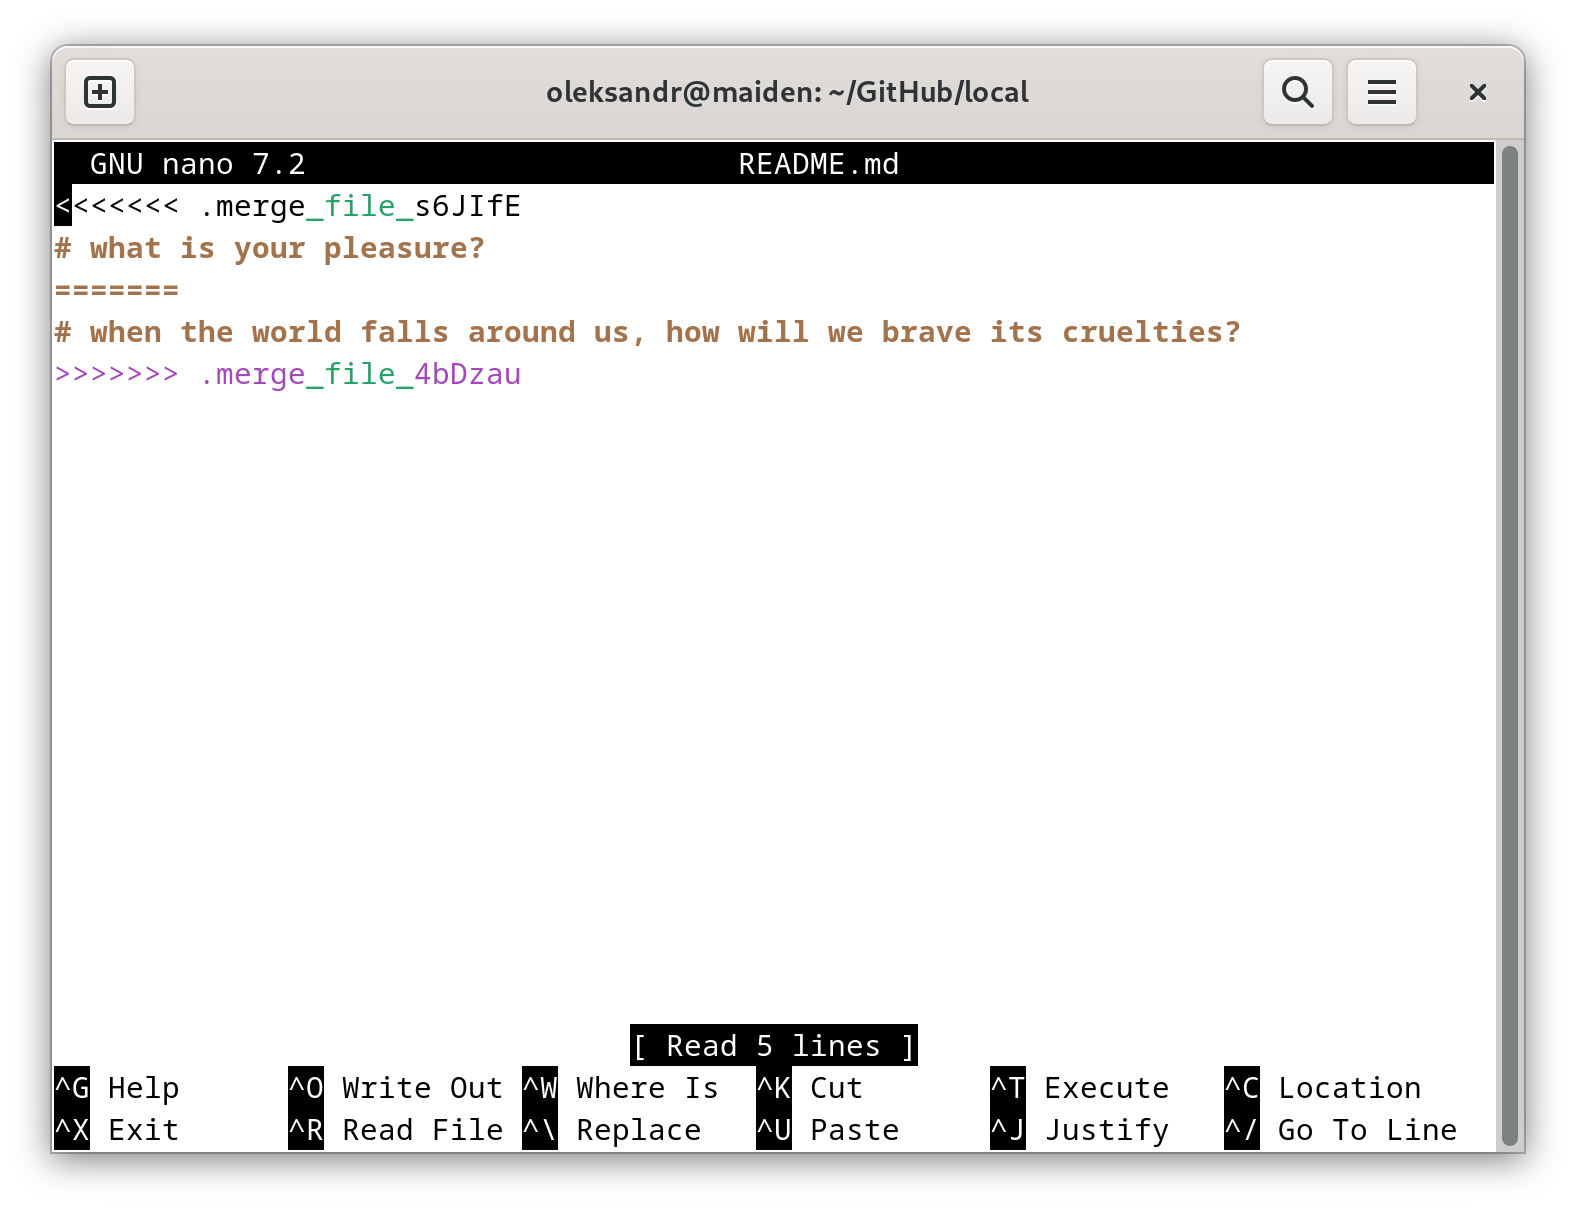 oleksandr@maiden: ~/GitHub/local
GNU nano 7.2 README.md
<<<<<<< .merge_file_s6JIfE
# what is your pleasure?
=======
# when the world falls around us, how will we brave its cruelties?
>>>>>>> .merge_file_4bDzau
[ Read 5 lines ]
^G Help ^O Write Out ^W Where Is ^K Cut ^T Execute ^C Location
^X Exit ^R Read File ^\ Replace ^U Paste ^J Justify ^/ Go To Line